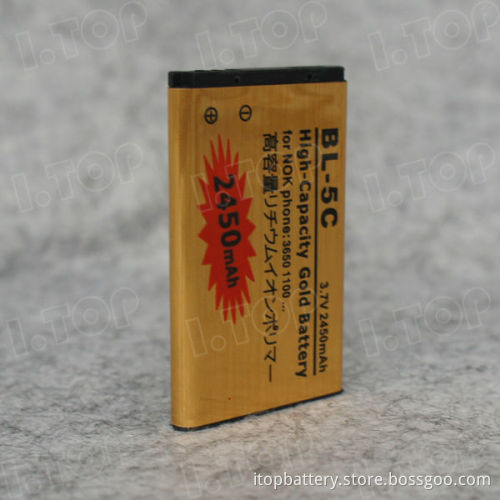 BL-5C
High-Capacity Gold Battery
for NOK phone: 3650 1100 ...
高容量リチウムイオンポリマー
3.7V 2450mAh
2450mAh
⊕ ⊖
I.TOP
I.TOP
I.TOP
I.TOP
I.TOP
I.TOP
itopbattery.store.bossgoo.com